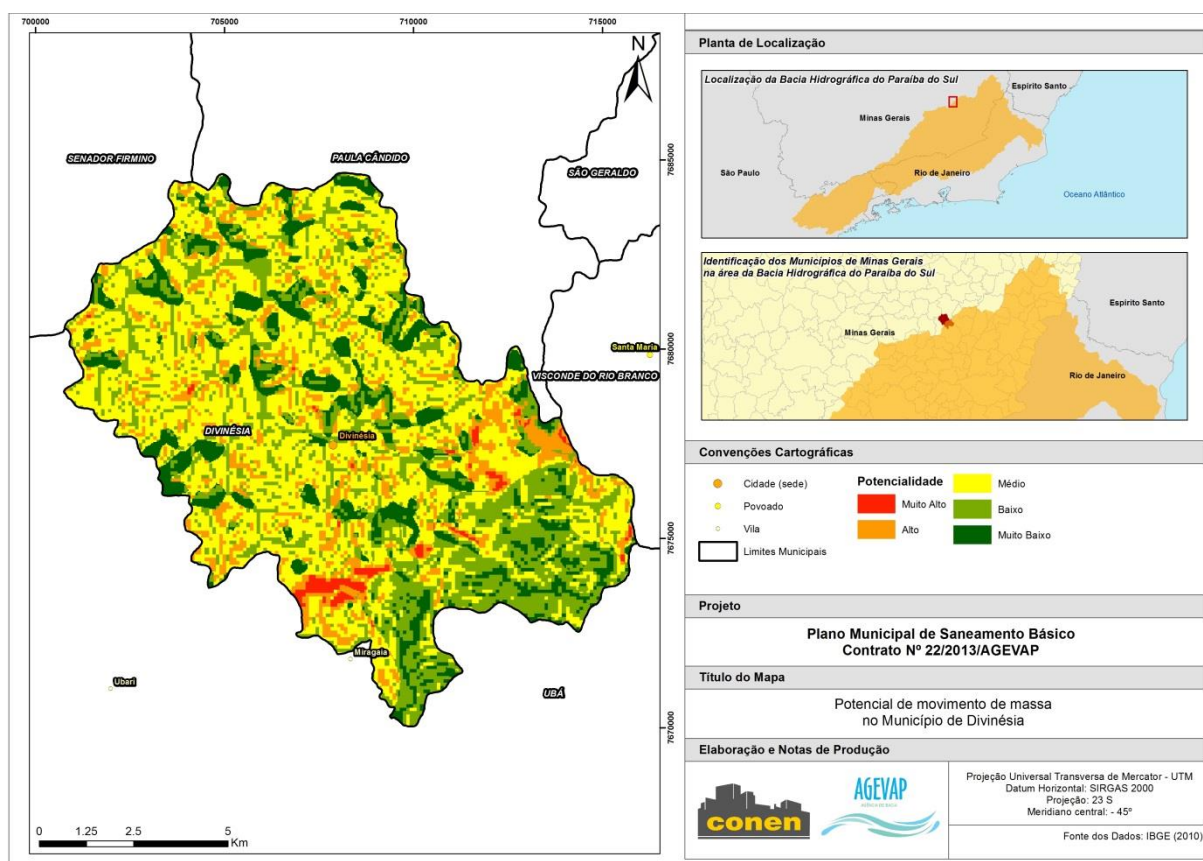 700000
705000
710000
715000
N
7685000
7680000
7675000
7670000
SENADOR FIRMINO
PAULA CÂNDIDO
SÃO GERALDO
Santa Maria
VISCONDE DO RIO BRANCO
DIVINÉSIA
Divinésia
Miragaia
Ubari
UBÁ
0 1.25 2.5 5
Km
Planta de Localização
Localização da Bacia Hidrográfica do Paraíba do Sul
Espirito Santo
Minas Gerais
São Paulo
Rio de Janeiro
Oceano Atlântico
Identificação dos Municípios de Minas Gerais
na área da Bacia Hidrográfica do Paraíba do Sul
Espirito Santo
Minas Gerais
Rio de Janeiro
Convenções Cartográficas
Cidade (sede)
Povoado
Vila
Limites Municipais
Potencialidade
Muito Alto
Alto
Médio
Baixo
Muito Baixo
Projeto
Plano Municipal de Saneamento Básico
Contrato Nº 22/2013/AGEVAP
Título do Mapa
Potencial de movimento de massa
no Município de Divinésia
Elaboração e Notas de Produção
conen
AGEVAP
Projeção Universal Transversa de Mercator - UTM
Datum Horizontal: SIRGAS 2000
Projeção: 23 S
Meridiano central: - 45º
Fonte dos Dados: IBGE (2010)